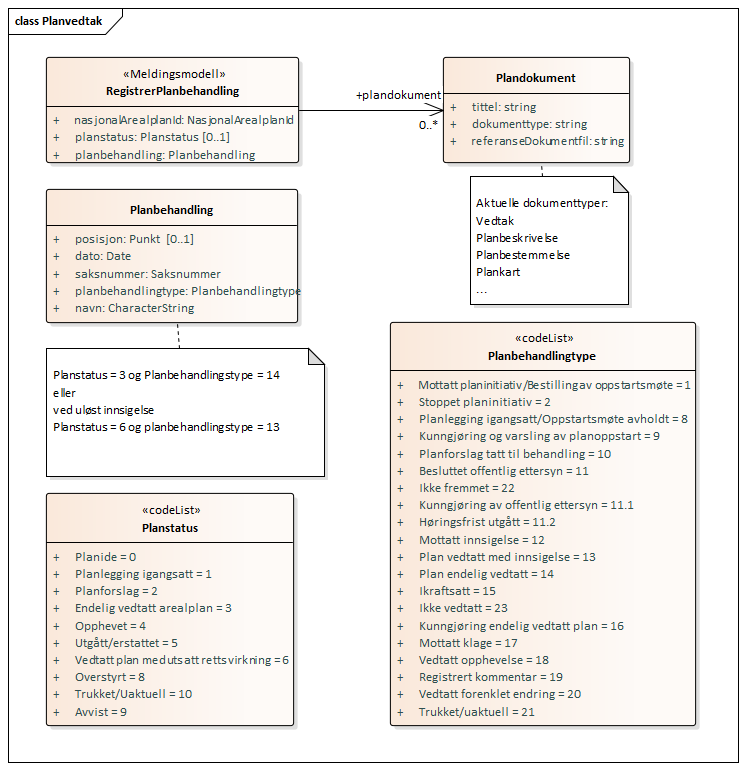 class Planvedtak
«Meldingsmodell»
RegistrerPlanbehandling
+ nasjonalArealplanId: NasjonalArealplanId
+ planstatus: Planstatus [0..1]
+ planbehandling: Planbehandling
+plandokument
0..*
Plandokument
+ tittel: string
+ dokumenttype: string
+ referanseDokumentfil: string
Aktuelle dokumenttyper:
Vedtak
Planbeskrivelse
Planbestemmelse
Plankart
...
Planbehandling
+ posisjon: Punkt [0..1]
+ dato: Date
+ saksnummer: Saksnummer
+ planbehandlingtype: Planbehandlingtype
+ navn: CharacterString
Planstatus = 3 og Planbehandlingstype = 14
eller
ved uløst innsigelse
Planstatus = 6 og planbehandlingstype = 13
«codeList»
Planstatus
+ Planide = 0
+ Planlegging igangsatt = 1
+ Planforslag = 2
+ Endelig vedtatt arealplan = 3
+ Opphevet = 4
+ Utgått/erstattet = 5
+ Vedtatt plan med utsatt rettsvirkning = 6
+ Overstyrt = 8
+ Trukket/Uaktuell = 10
+ Avvist = 9
«codeList»
Planbehandlingtype
+ Mottatt planinitiativ/Bestilling av oppstartsmøte = 1
+ Stoppet planinitiativ = 2
+ Planlegging igangsatt/Oppstartsmøte avholdt = 8
+ Kunngjøring og varsling av planoppstart = 9
+ Planforslag tatt til behandling = 10
+ Besluttet offentlig ettersyn = 11
+ Ikke fremmet = 22
+ Kunngjøring av offentlig ettersyn = 11.1
+ Høringsfrist utgått = 11.2
+ Mottatt innsigelse = 12
+ Plan vedtatt med innsigelse = 13
+ Plan endelig vedtatt = 14
+ Ikraftsatt = 15
+ Ikke vedtatt = 23
+ Kunngjøring endelig vedtatt plan = 16
+ Mottatt klage = 17
+ Vedtatt opphevelse = 18
+ Registrert kommentar = 19
+ Vedtatt forenklet endring = 20
+ Trukket/uaktuell = 21